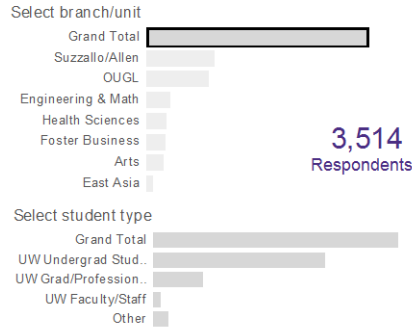 Select branch/unit
Grand Total
Suzzallo/Allen
OUGL
Engineering & Math
Health Sciences
Foster Business
Arts
East Asia
3,514
Respondents
Select student type
Grand Total
UW Undergrad Stud..
UW Grad/Profession..
UW Faculty/Staff
Other